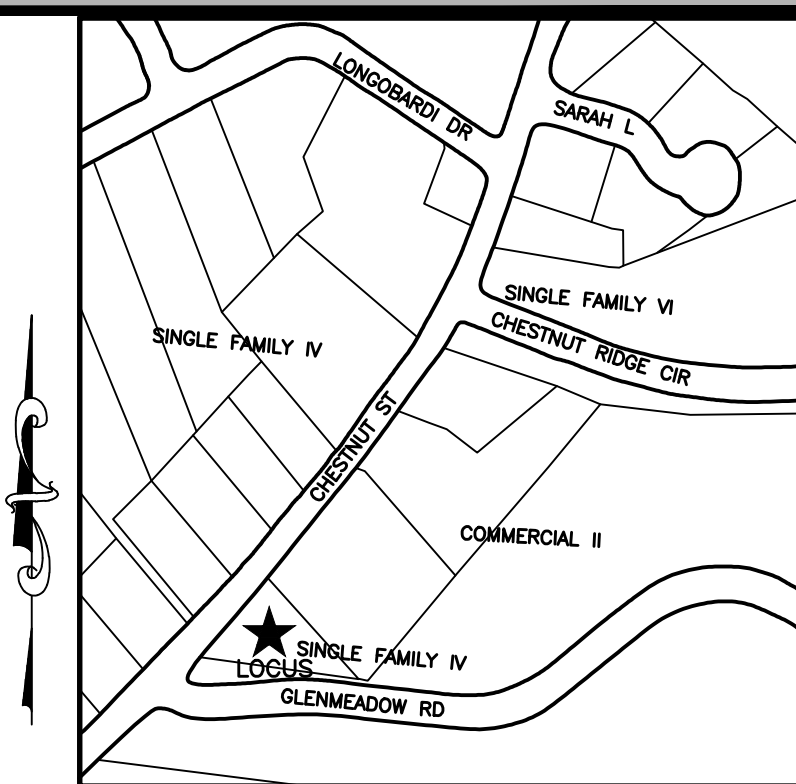 LONGOBARDI DR
SARAH L
SINGLE FAMILY VI
CHESTNUT RIDGE CIR
SINGLE FAMILY IV
CHESTNUT ST
COMMERCIAL II
SINGLE FAMILY IV
LOCUS
GLENMEADOW RD